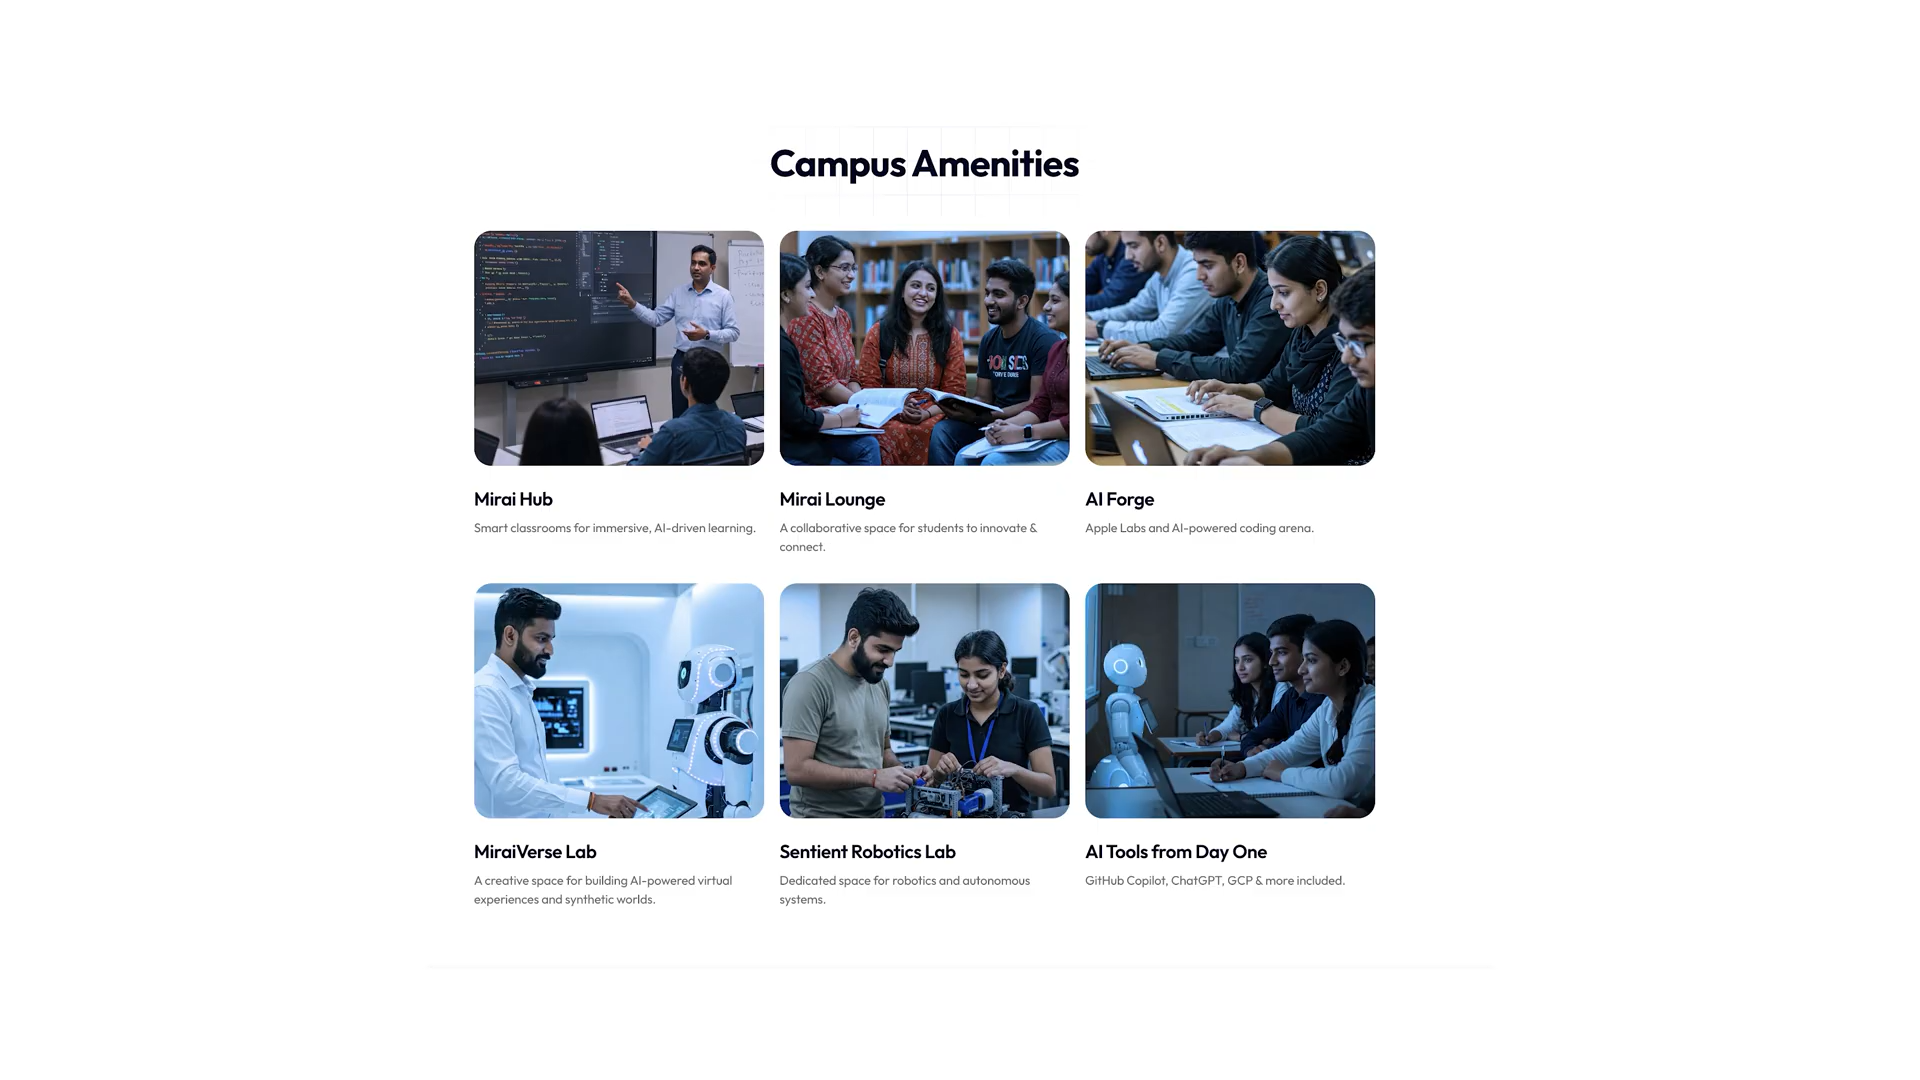 Campus Amenities
Mirai Hub
Smart classrooms for immersive, AI-driven learning.
Mirai Lounge
A collaborative space for students to innovate &
connect.
AI Forge
Apple Labs and AI-powered coding arena.
MiraiVerse Lab
A creative space for building AI-powered virtual
experiences and synthetic worlds.
Sentient Robotics Lab
Dedicated space for robotics and autonomous
systems.
AI Tools from Day One
GitHub Copilot, ChatGPT, GCP & more included.